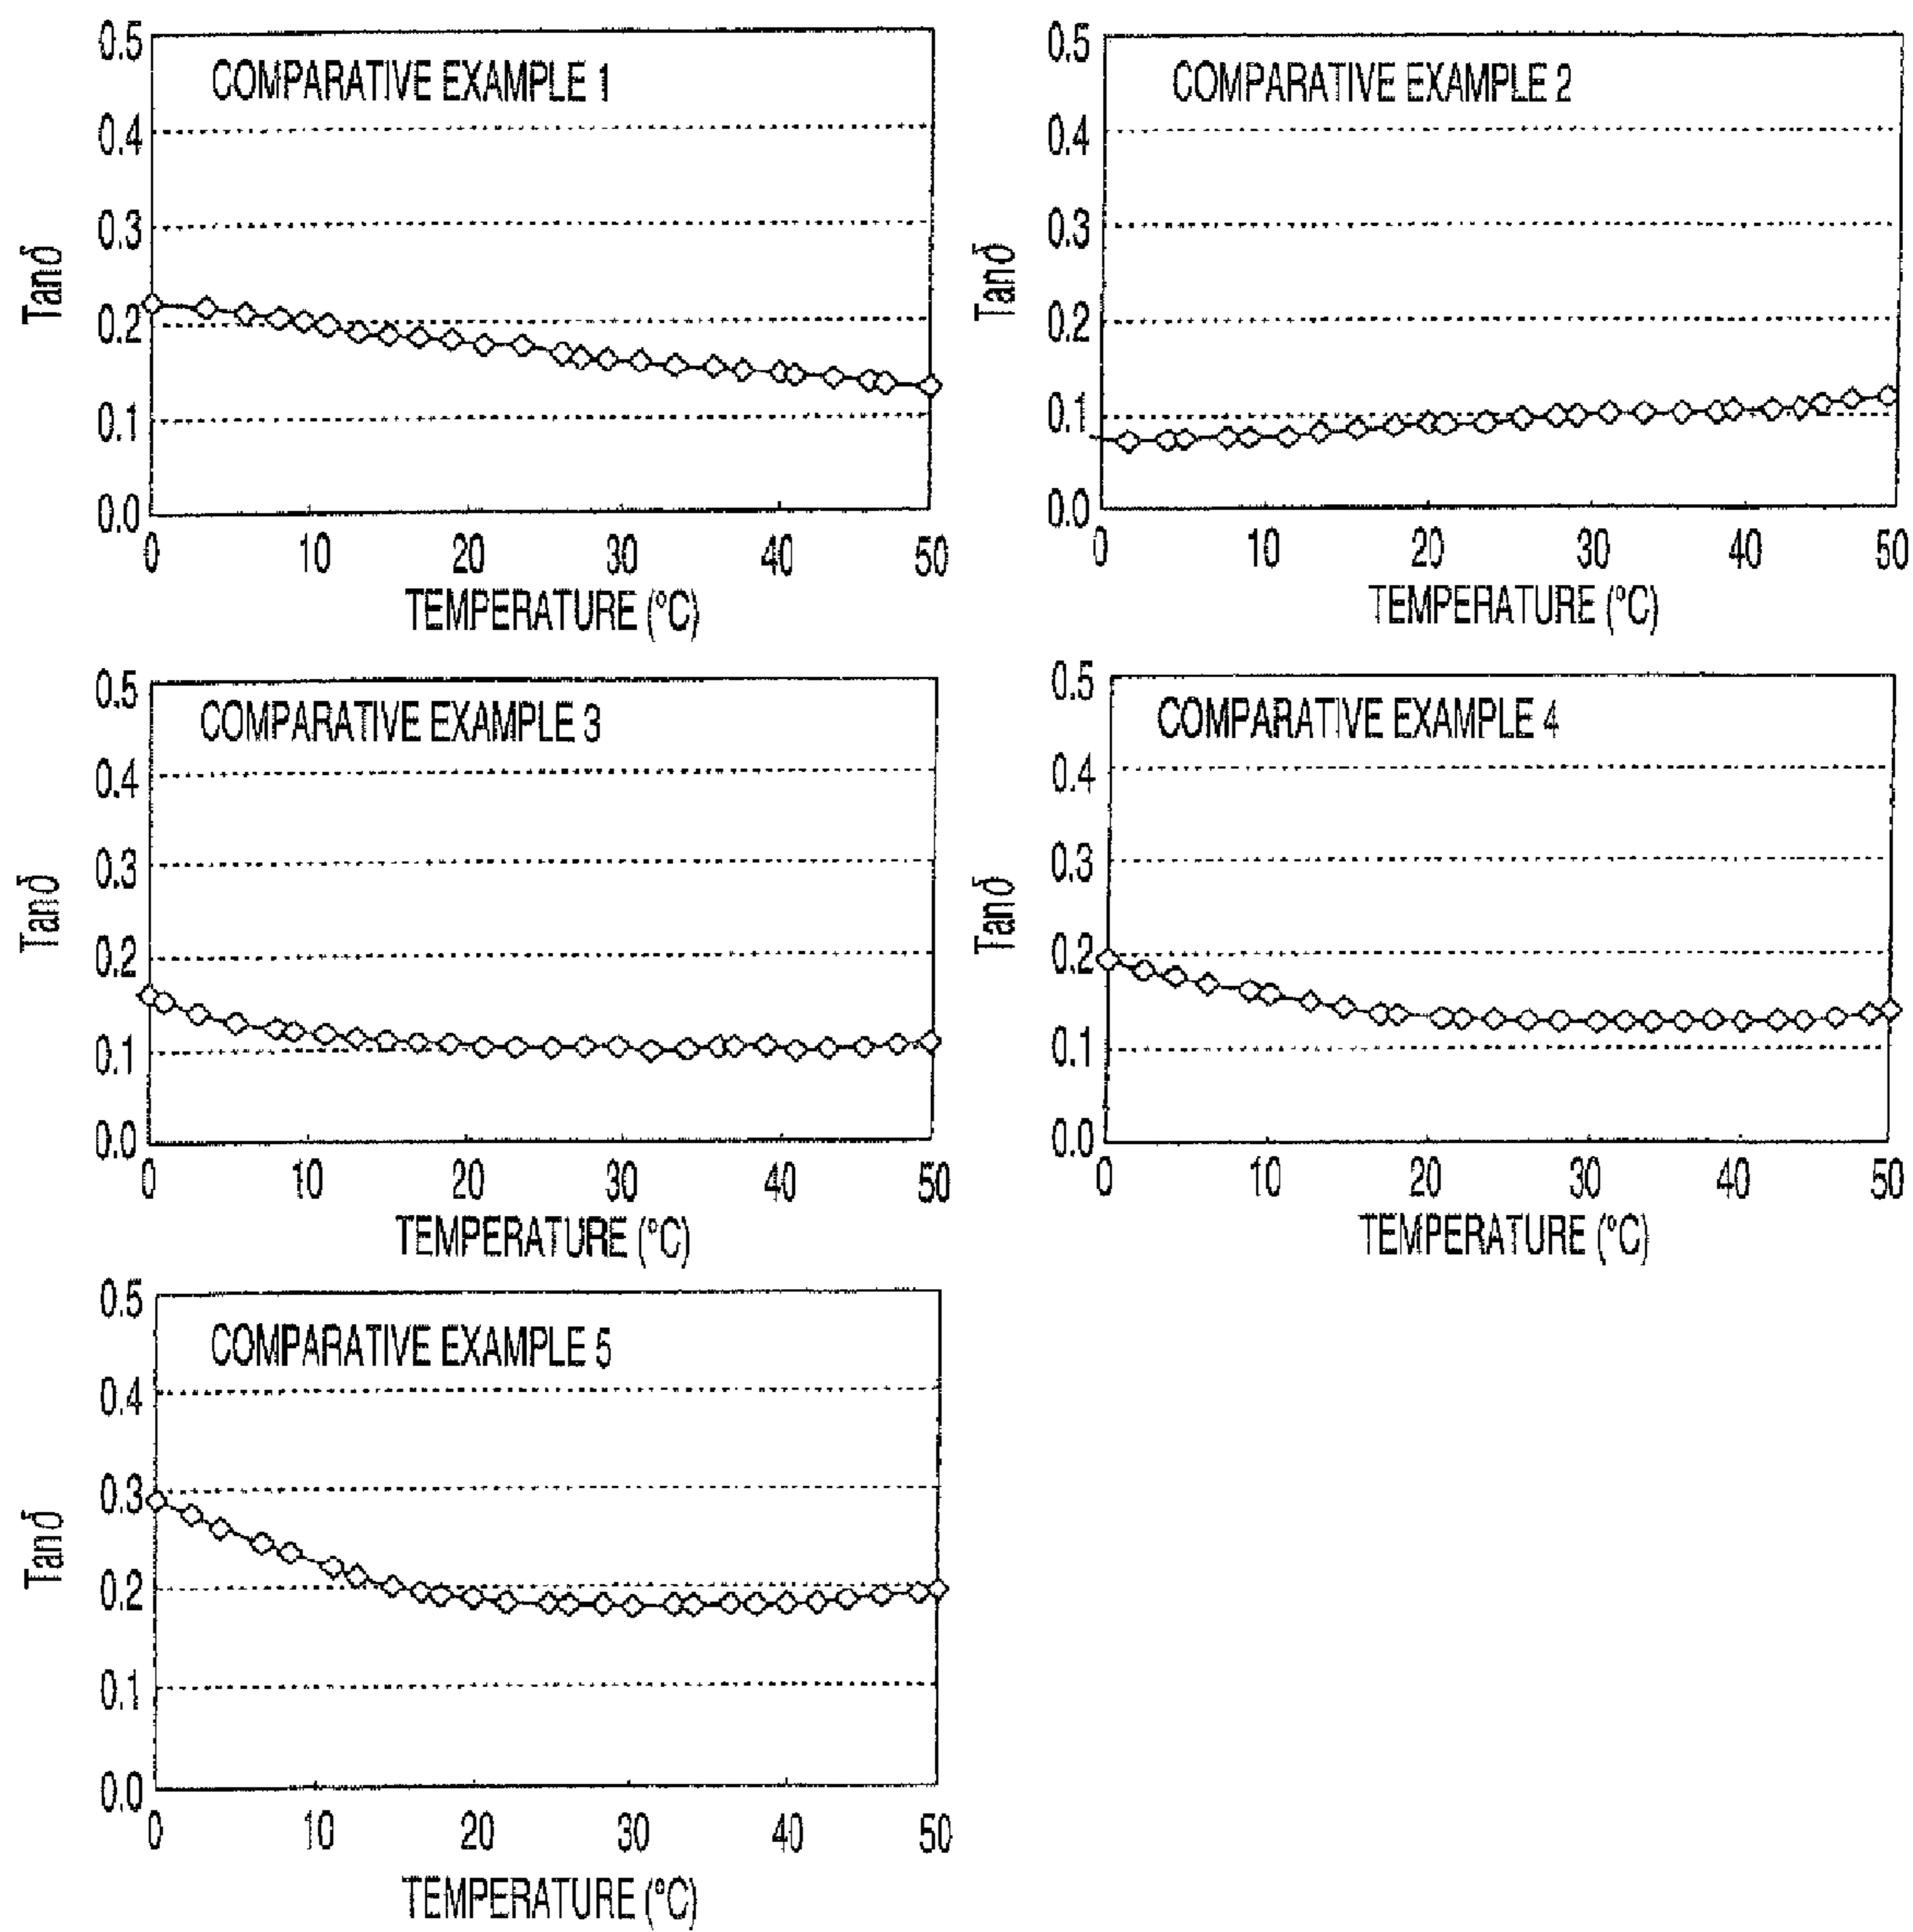 COMPARATIVE EXAMPLE 1
0.5
0.4
0.3
0.2
0.1
0.0
Tanδ
0 10 20 30 40 50
TEMPERATURE (°C)
COMPARATIVE EXAMPLE 2
0.5
0.4
0.3
0.2
0.1
0.0
Tanδ
0 10 20 30 40 50
TEMPERATURE (°C)
COMPARATIVE EXAMPLE 3
0.5
0.4
0.3
0.2
0.1
0.0
Tanδ
0 10 20 30 40 50
TEMPERATURE (°C)
COMPARATIVE EXAMPLE 4
0.5
0.4
0.3
0.2
0.1
0.0
Tanδ
0 10 20 30 40 50
TEMPERATURE (°C)
COMPARATIVE EXAMPLE 5
0.5
0.4
0.3
0.2
0.1
0.0
Tanδ
0 10 20 30 40 50
TEMPERATURE (°C)